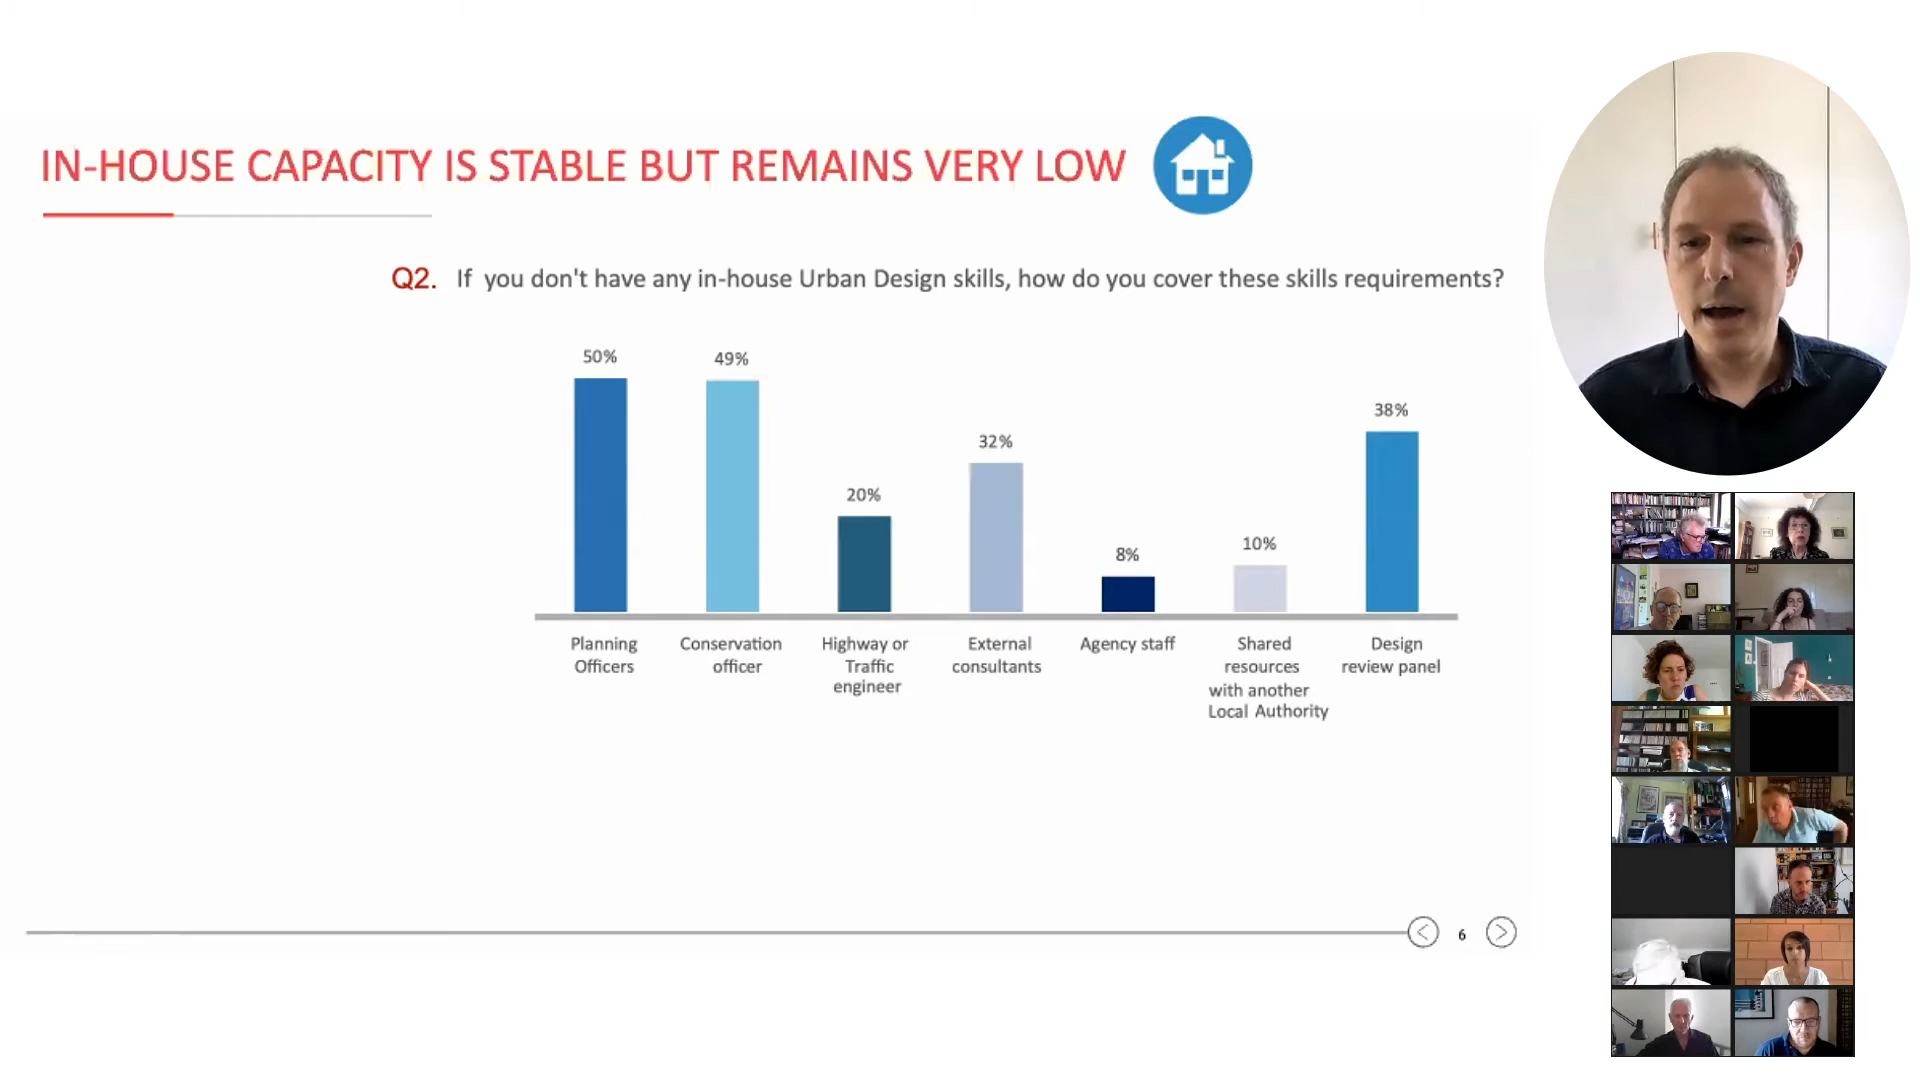 IN-HOUSE CAPACITY IS STABLE BUT REMAINS VERY LOW
Q2. If you don't have any in-house Urban Design skills, how do you cover these skills requirements?
50%
49%
20%
32%
8%
10%
38%
Planning
Officers
Conservation
officer
Highway or
Traffic
engineer
External
consultants
Agency staff
Shared
resources
with another
Local Authority
Design
review panel
6